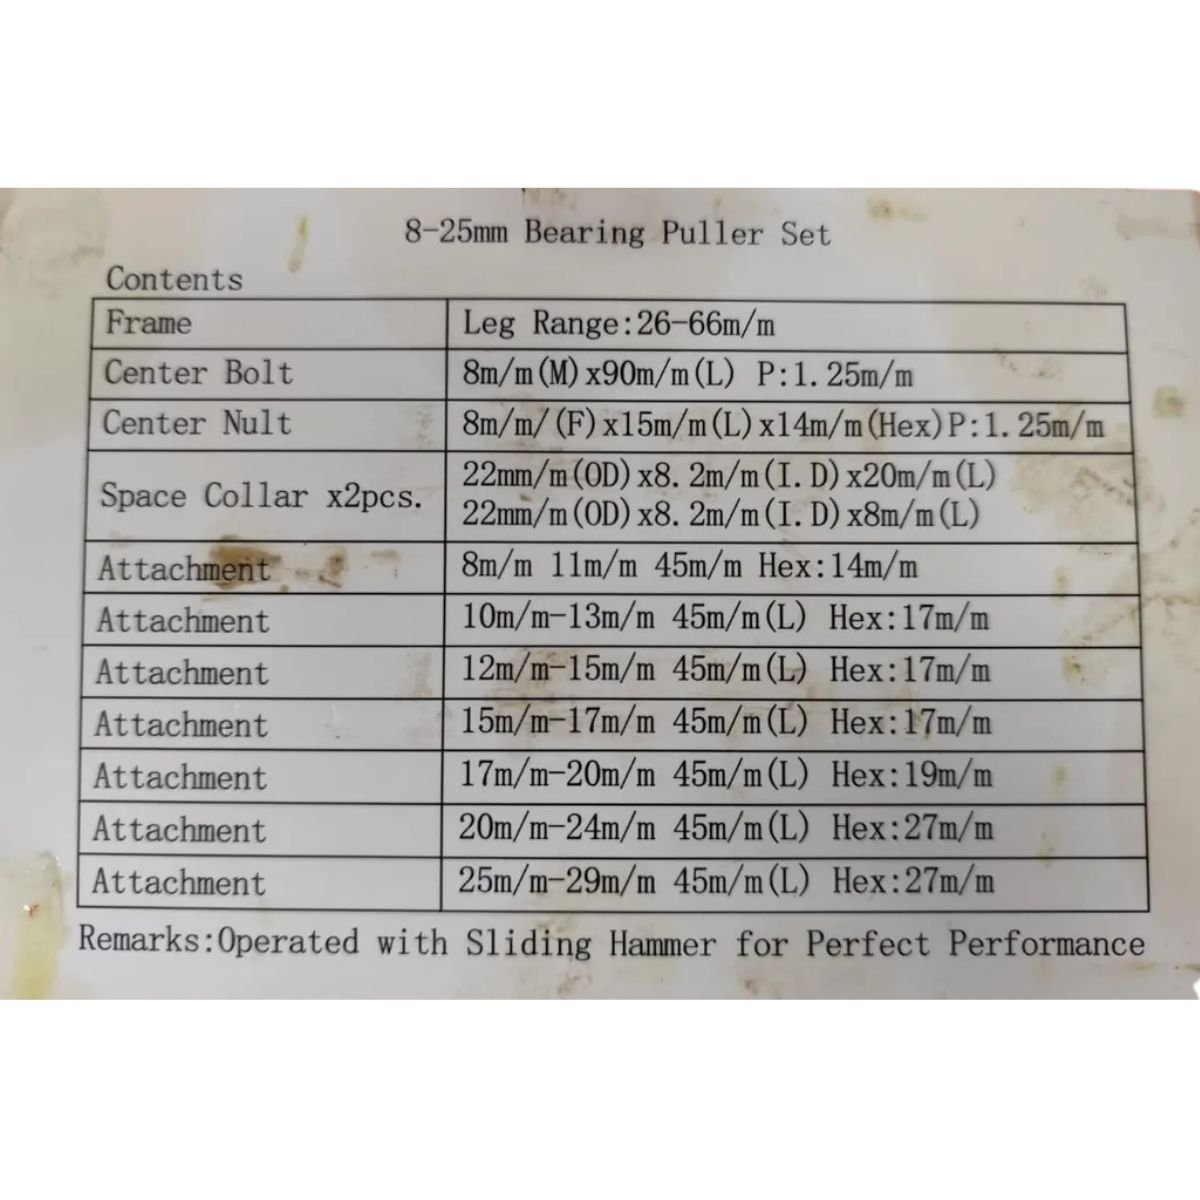 8-25mm Bearing Puller Set
Contents
Frame Leg Range:26-66m/m
Center Bolt 8m/m(M)x90m/m(L) P:1.25m/m
Center Nult 8m/m/(F)x15m/m(L)x14m/m(Hex)P:1.25m/m
Space Collar x2pcs. 22mm/m(OD)x8.2m/m(I.D)x20m/m(L)
22mm/m(OD)x8.2m/m(I.D)x8m/m(L)
Attachment 8m/m 11m/m 45m/m Hex:14m/m
Attachment 10m/m-13m/m 45m/m(L) Hex:17m/m
Attachment 12m/m-15m/m 45m/m(L) Hex:17m/m
Attachment 15m/m-17m/m 45m/m(L) Hex:17m/m
Attachment 17m/m-20m/m 45m/m(L) Hex:19m/m
Attachment 20m/m-24m/m 45m/m(L) Hex:27m/m
Attachment 25m/m-29m/m 45m/m(L) Hex:27m/m
Remarks:Operated with Sliding Hammer for Perfect Performance